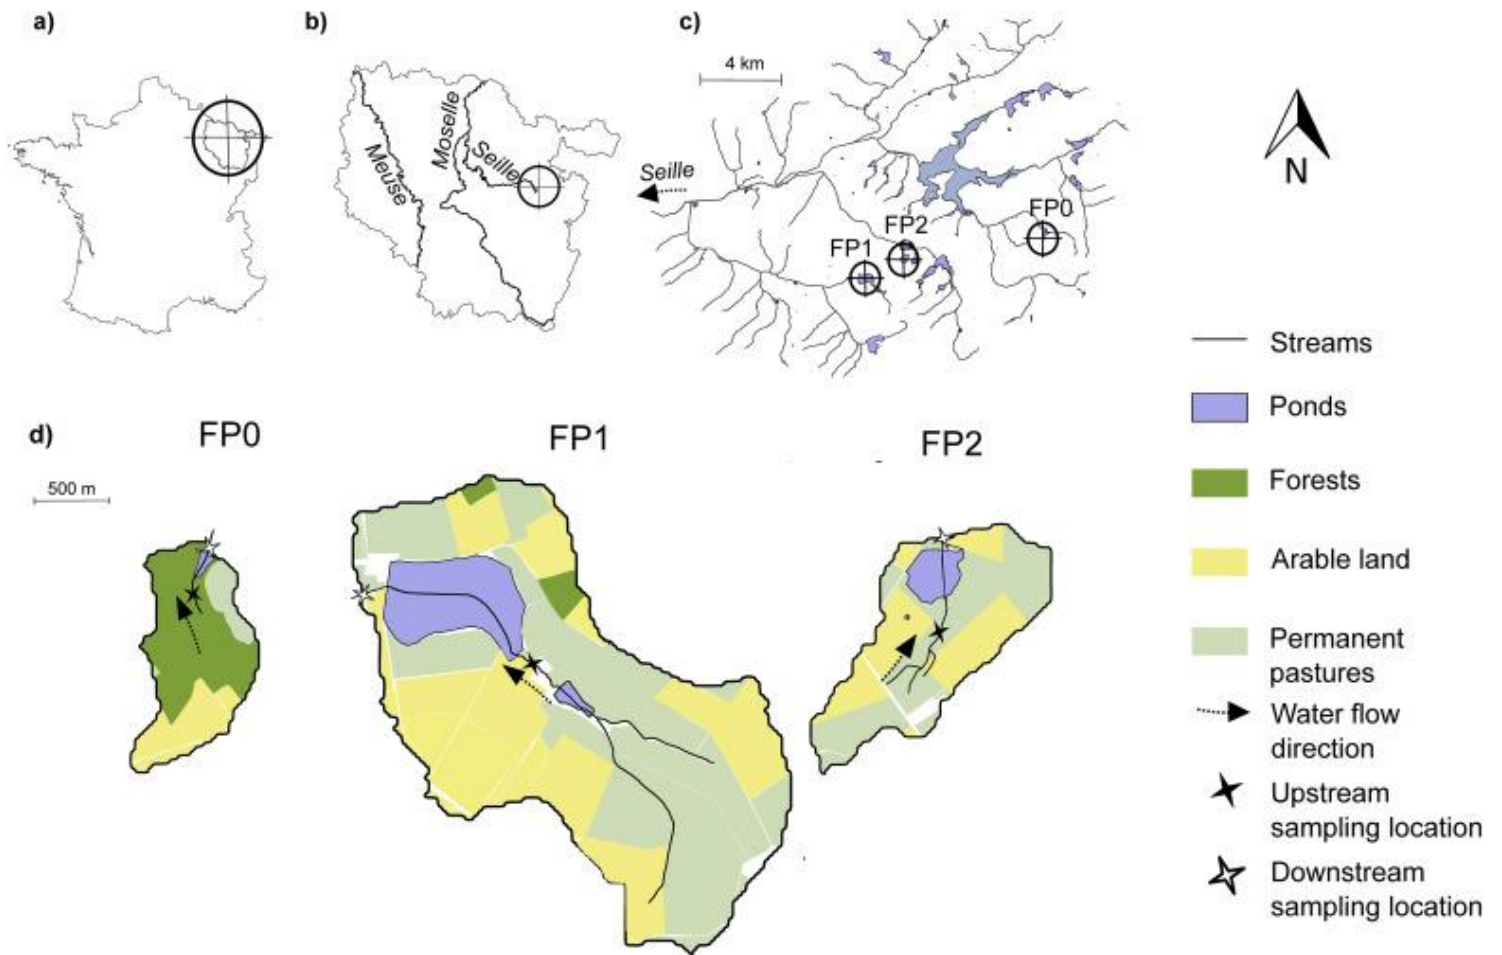 a)
b)
c)
4 km
Meuse
Moselle
Seille
Seille
FP0
FP2
FP1
N
Streams
Ponds
Forests
Arable land
Permanent
pastures
Water flow
direction
Upstream
sampling location
Downstream
sampling location
d)
FP0
FP1
FP2
500 m